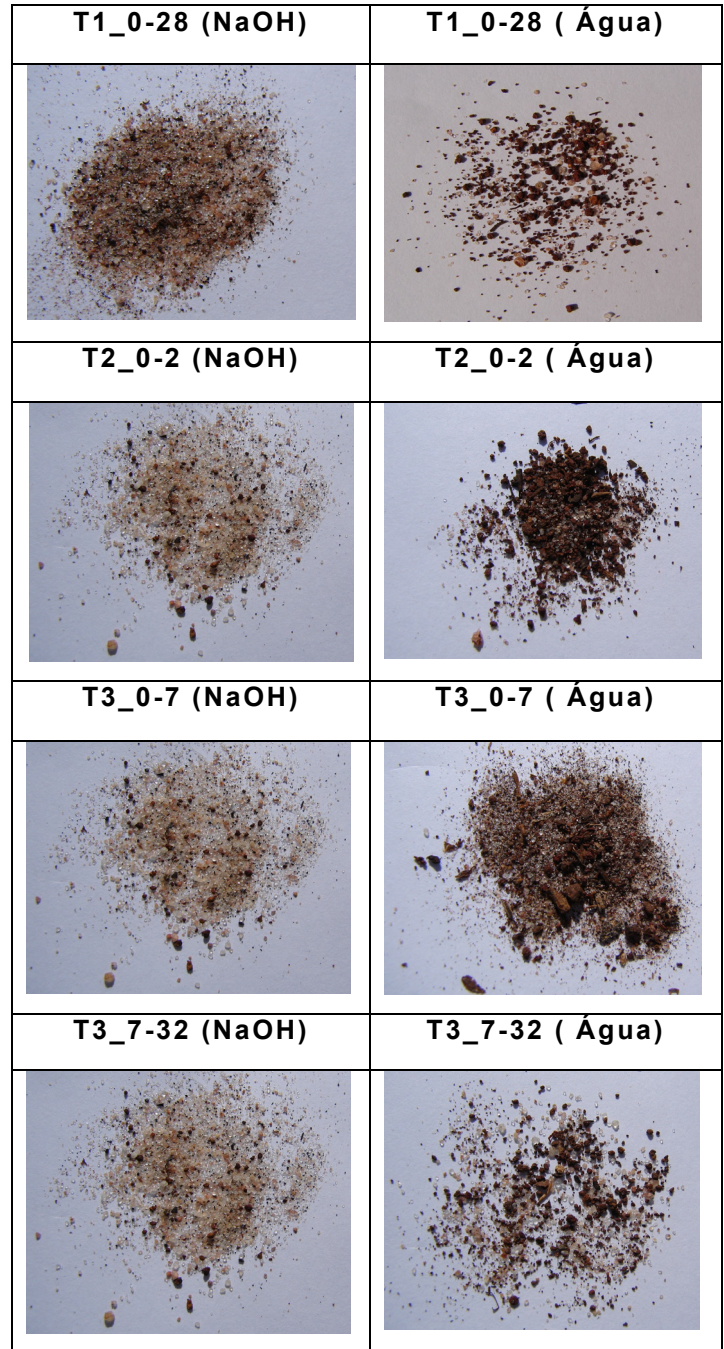 T1_0-28 (NaOH)
T1_0-28 ( Água)
T2_0-2 (NaOH)
T2_0-2 ( Água)
T3_0-7 (NaOH)
T3_0-7 ( Água)
T3_7-32 (NaOH)
T3_7-32 ( Água)